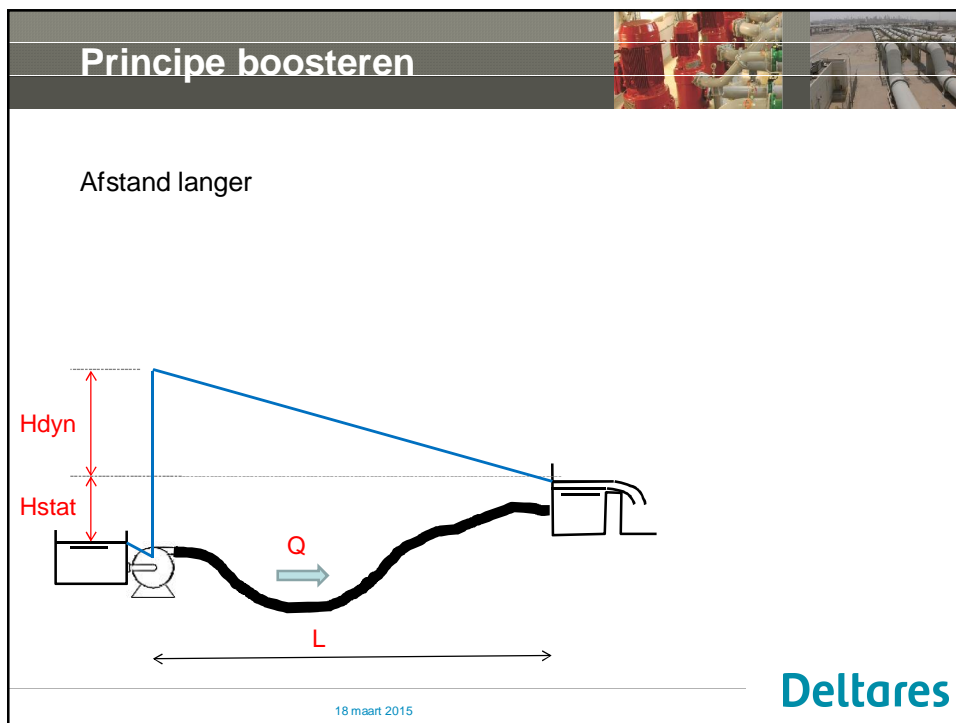 Principe boosteren
Afstand langer
Hdyn
Hstat
Q
L
18 maart 2015
Deltares